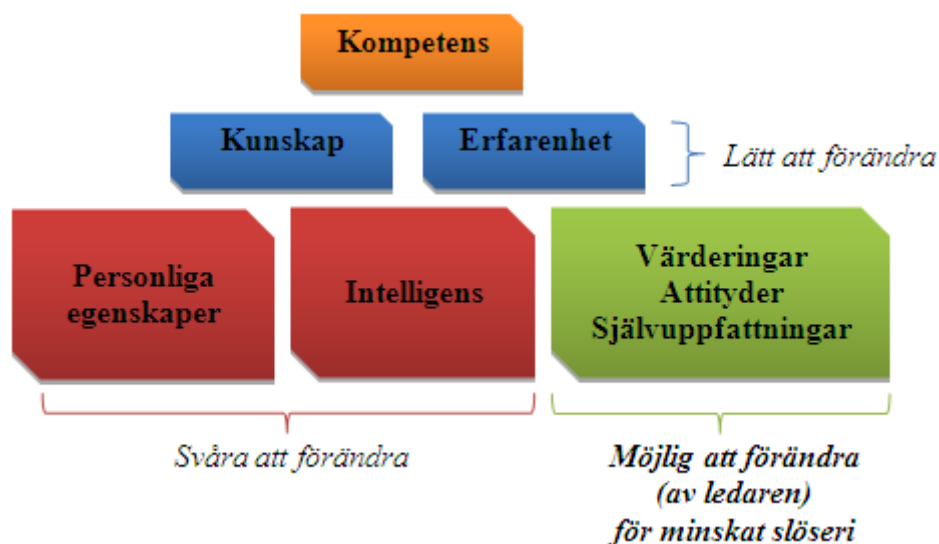 Kompetens
Kunskap
Erfarenhet
Lätt att förändra
Personliga
egenskaper
Intelligens
Värderingar
Attityder
Självuppfattningar
Svåra att förändra
Möjlig att förändra
(av ledaren)
för minskat slöseri